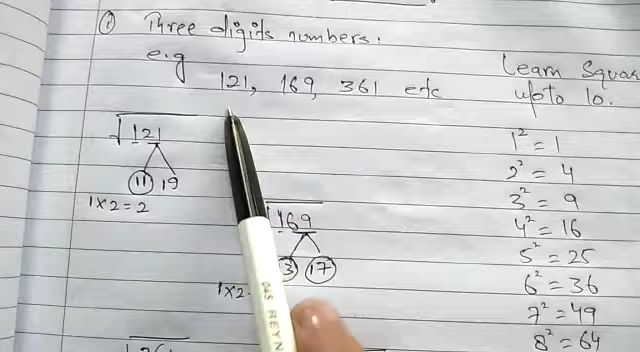 ① Three digits numbers.
e.g
121, 169, 361 etc
√121
11 19
1×2=2
169
3 17
1×2
Learn Squar
upto 10.
1² = 1
2² = 4
3² = 9
4² = 16
5² = 25
6² = 36
7² = 49
8² = 64
REYN